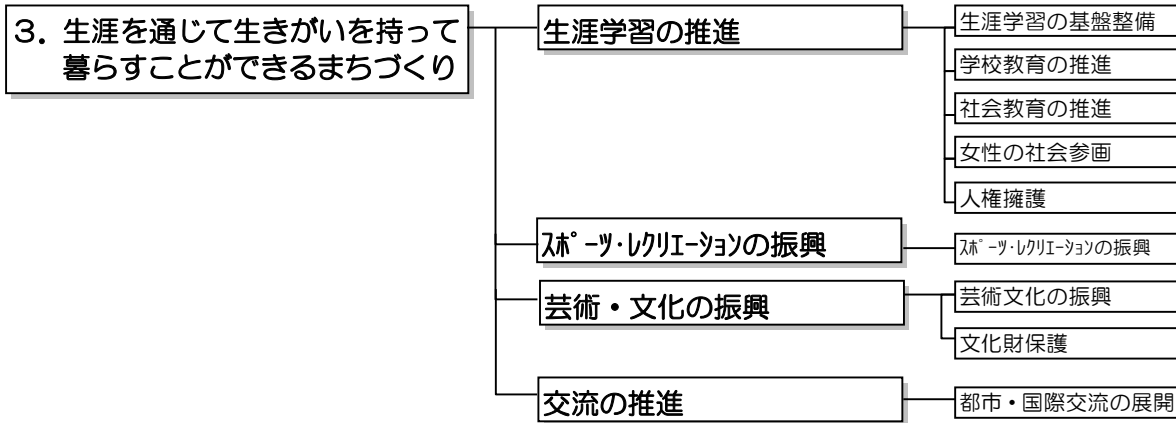 3．生涯を通じて生きがいを持って
暮らすことができるまちづくり
生涯学習の推進
生涯学習の基盤整備
学校教育の推進
社会教育の推進
女性の社会参画
人権擁護
ｽﾎﾟｰﾂ･ﾚｸﾘｴｰｼｮﾝの振興
ｽﾎﾟｰﾂ･ﾚｸﾘｴｰｼｮﾝの振興
芸術・文化の振興
芸術文化の振興
文化財保護
交流の推進
都市・国際交流の展開